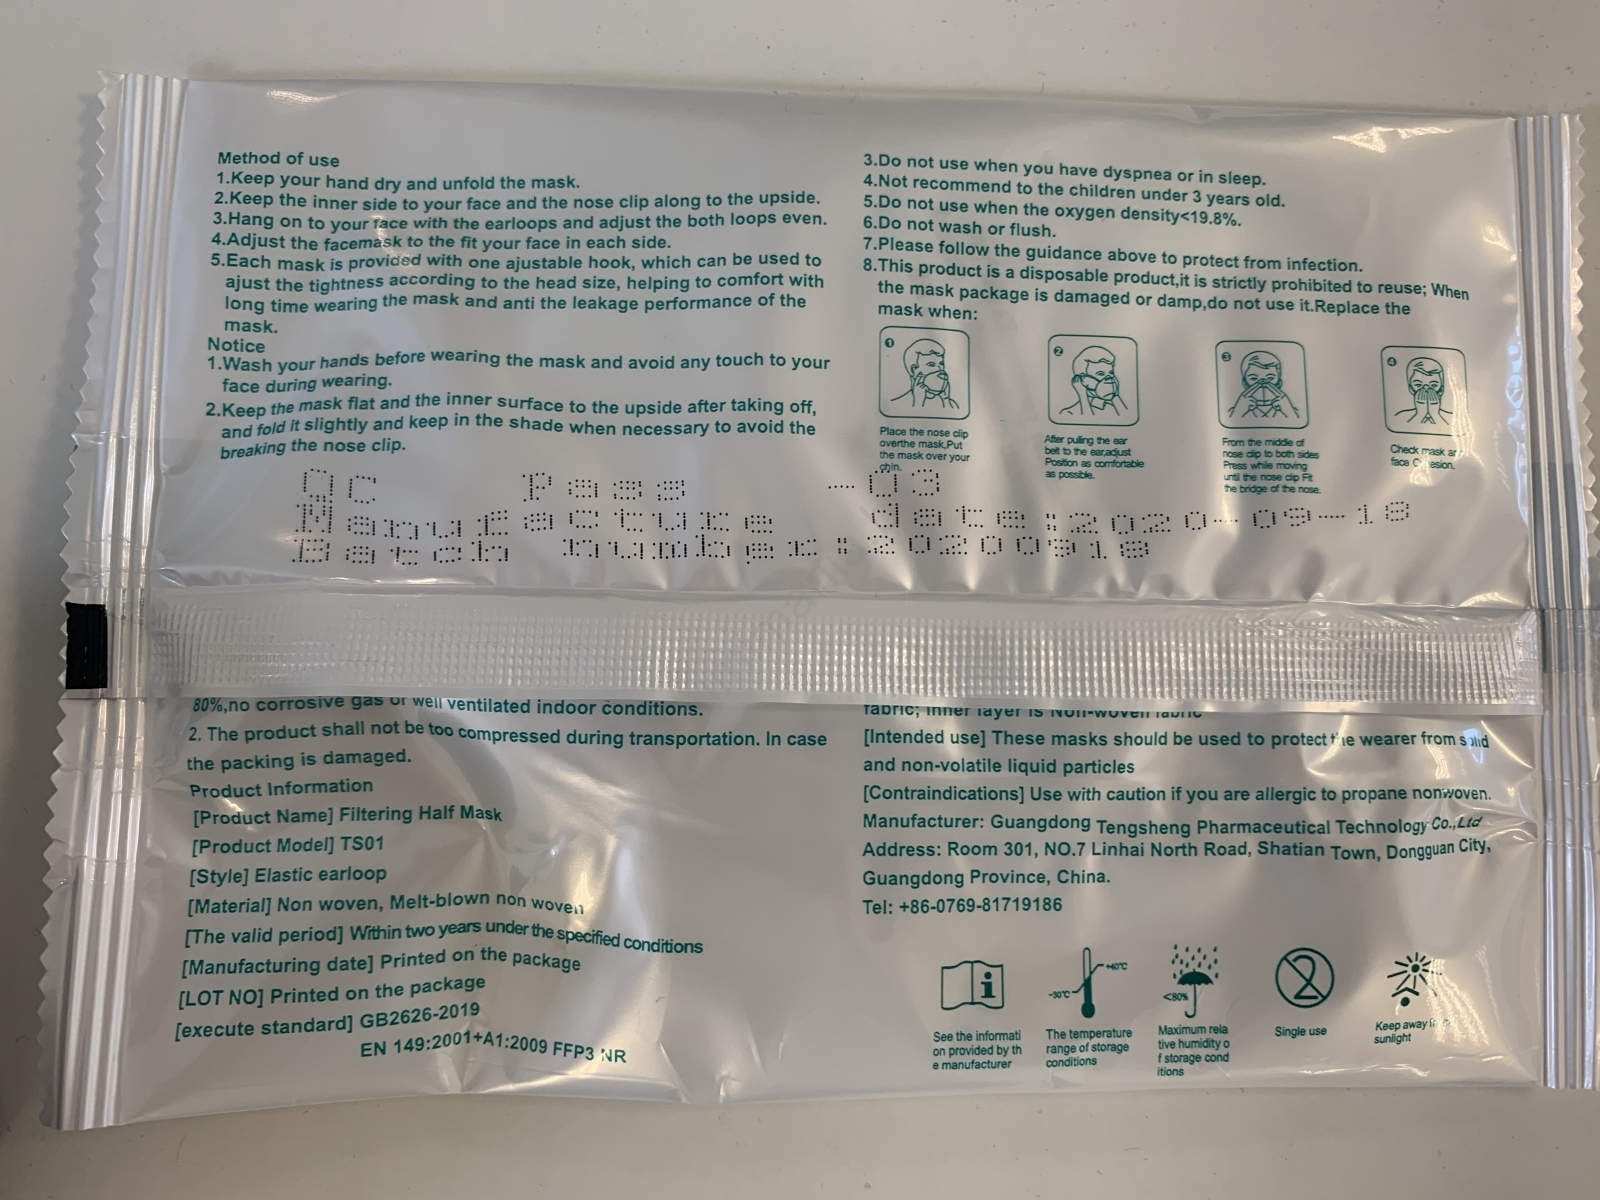 Method of use
1.Keep your hand dry and unfold the mask.
2.Keep the inner side to your face and the nose clip along to the upside.
3.Hang on to your face with the earloops and adjust the both loops even.
4.Adjust the facemask to the fit your face in each side.
5.Each mask is provided with one ajustable hook, which can be used to
ajust the tightness according to the head size, helping to comfort with
long time wearing the mask and anti the leakage performance of the
mask.
Notice
1.Wash your hands before wearing the mask and avoid any touch to your
face during wearing.
2.Keep the mask flat and the inner surface to the upside after taking off,
and fold it slightly and keep in the shade when necessary to avoid the
breaking the nose clip.
3.Do not use when you have dyspnea or in sleep.
4.Not recommend to the children under 3 years old.
5.Do not use when the oxygen density<19.8%.
6.Do not wash or flush.
7.Please follow the guidance above to protect from infection.
8.This product is a disposable product,it is strictly prohibited to reuse; When
the mask package is damaged or damp,do not use it.Replace the
mask when:
1
2
3
4
Place the nose clip
overthe mask,Put
the mask over your
chin.
After pulling the ear
belt to the ear,adjust
Position as comfortable
as possible.
From the middle of
nose clip to both sides
Press while moving
until the nose clip Fit
the bridge of the nose.
Check mask
face
QC Pass -03
Manufacture date:2020-09-18
Batch number:20200918
80%,no corrosive gas or well ventilated indoor conditions.
2. The product shall not be too compressed during transportation. In case
the packing is damaged.
Product Information
[Product Name] Filtering Half Mask
[Product Model] TS01
[Style] Elastic earloop
[Material] Non woven, Melt-blown non woven
[The valid period] Within two years under the specified conditions
[Manufacturing date] Printed on the package
[LOT NO] Printed on the package
[execute standard] GB2626-2019
EN 149:2001+A1:2009 FFP3 NR
fabric; inner layer is Non-woven fabric
[Intended use] These masks should be used to protect the wearer from solid
and non-volatile liquid particles
[Contraindications] Use with caution if you are allergic to propane nonwoven.
Manufacturer: Guangdong Tengsheng Pharmaceutical Technology Co.,Ltd
Address: Room 301, NO.7 Linhai North Road, Shatian Town, Dongguan City,
Guangdong Province, China.
Tel: +86-0769-81719186
-30°C
+40°C
<80%
2
See the informati
on provided by th
e manufacturer
The temperature
range of storage
conditions
Maximum rela
tive humidity o
f storage cond
itions
Single use
Keep away
sunlight